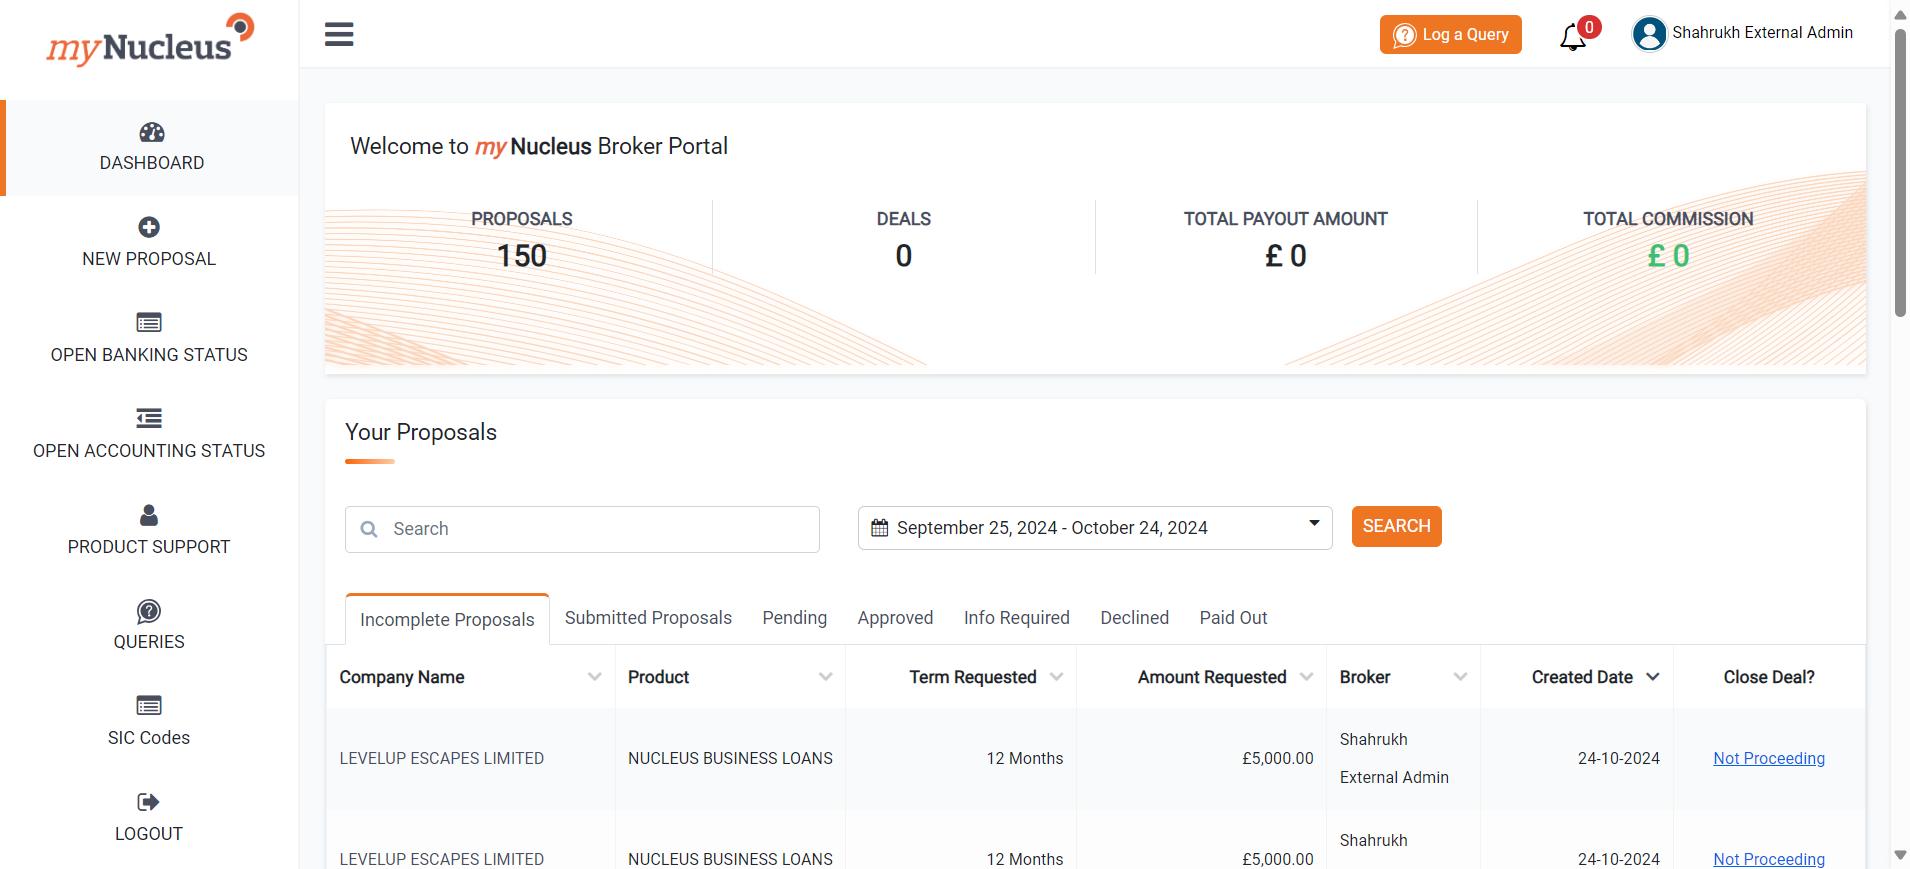 myNucleus
Log a Query
0
Shahrukh External Admin
DASHBOARD
NEW PROPOSAL
OPEN BANKING STATUS
OPEN ACCOUNTING STATUS
PRODUCT SUPPORT
QUERIES
SIC Codes
LOGOUT
Welcome to my Nucleus Broker Portal
PROPOSALS
150
DEALS
0
TOTAL PAYOUT AMOUNT
£ 0
TOTAL COMMISSION
£ 0
Your Proposals
Search
September 25, 2024 - October 24, 2024
SEARCH
Incomplete Proposals Submitted Proposals Pending Approved Info Required Declined Paid Out
Company Name Product Term Requested Amount Requested Broker Created Date Close Deal?
LEVELUP ESCAPES LIMITED NUCLEUS BUSINESS LOANS 12 Months £5,000.00 Shahrukh External Admin 24-10-2024 Not Proceeding
LEVELUP ESCAPES LIMITED NUCLEUS BUSINESS LOANS 12 Months £5,000.00 Shahrukh 24-10-2024 Not Proceeding